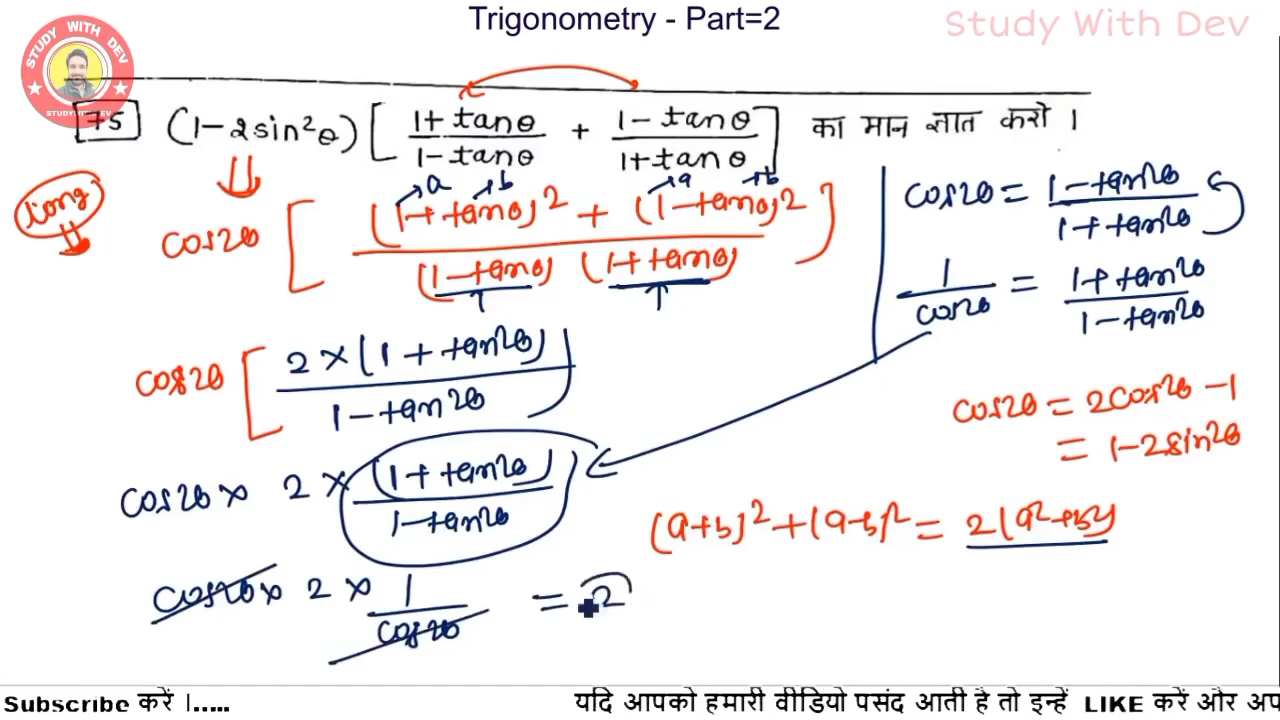 Trigonometry - Part=2
Study With Dev
STUDY WITH DEV
STUDY WITH DEV
75 (1-2sin²θ) [ (1+tanθ)/(1-tanθ) + (1-tanθ)/(1+tanθ) ] का मान ज्ञात करो ।
Long
a b a b
cos2θ [ ((1+tanθ)² + (1-tanθ)²)/((1-tanθ) (1+tanθ)) ]
cos2θ = (1-tan²θ)/(1+tan²θ)
1/cos2θ = (1+tan²θ)/(1-tan²θ)
cos2θ [ (2×(1+tan²θ))/(1-tan²θ) ]
cos2θ = 2cos²θ-1
= 1-2sin²θ
cos2θ × 2 × (1+tan²θ)/(1-tan²θ)
(a+b)²+(a-b)² = 2(a²+b²)
cos2θ × 2 × 1/cos2θ = 2
Subscribe करें ।..... यदि आपको हमारी वीडियो पसंद आती है तो इन्हें LIKE करें और अप